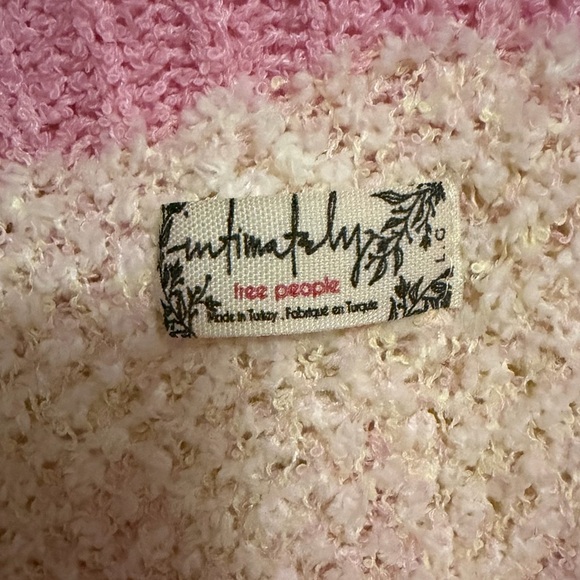 intimately
free people
Made in Turkey . Fabriqué en Turquie
S L G